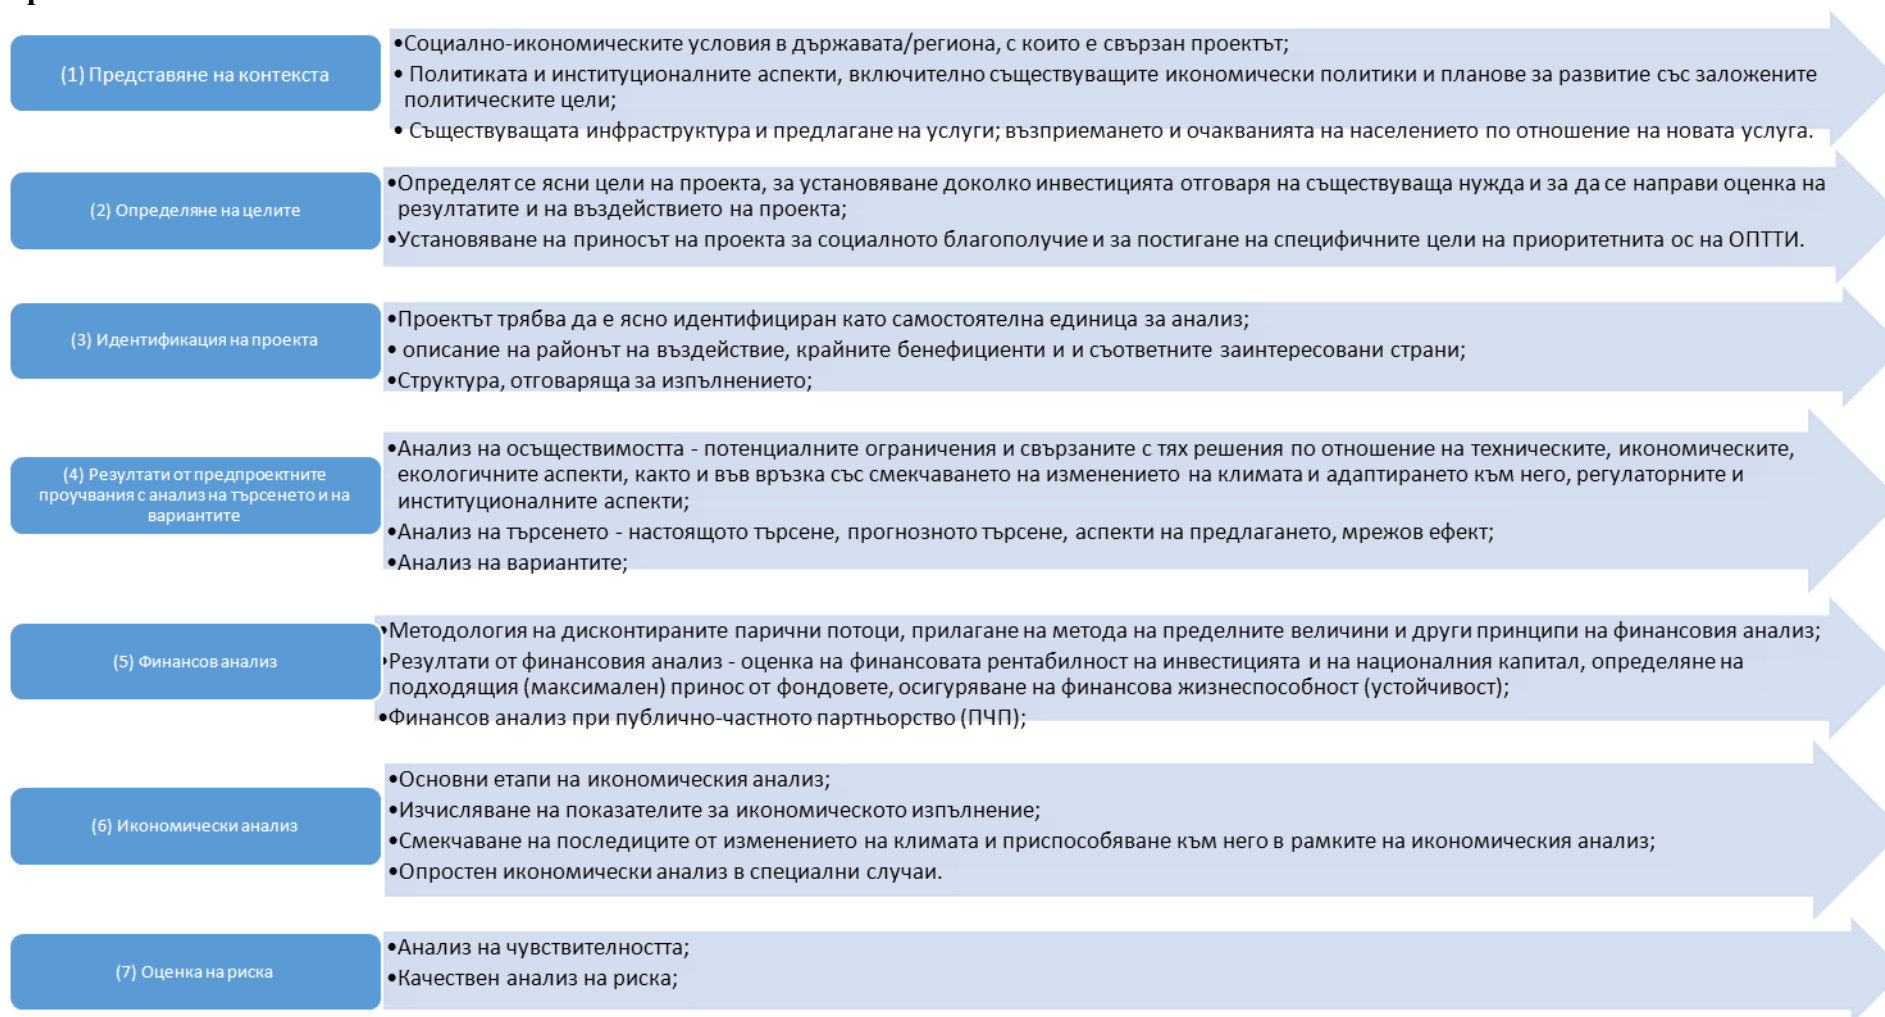 (1) Представяне на контекста
•Социално-икономическите условия в държавата/региона, с които е свързан проектът;
• Политиката и институционалните аспекти, включително съществуващите икономически политики и планове за развитие със заложените
политическите цели;
• Съществуващата инфраструктура и предлагане на услуги; възприемането и очакванията на населението по отношение на новата услуга.
(2) Определяне на целите
•Определят се ясни цели на проекта, за установяване доколко инвестицията отговаря на съществуваща нужда и за да се направи оценка на
резултатите и на въздействието на проекта;
•Установяване на приносът на проекта за социалното благополучие и за постигане на специфичните цели на приоритетнита ос на ОПТТИ.
(3) Идентификация на проекта
•Проектът трябва да е ясно идентифициран като самостоятелна единица за анализ;
• описание на районът на въздействие, крайните бенефициенти и и съответните заинтересовани страни;
•Структура, отговаряща за изпълнението;
(4) Резултати от предпроектните
проучвания с анализ на търсенето и на
вариантите
•Анализ на осъществимостта - потенциалните ограничения и свързаните с тях решения по отношение на техническите, икономическите,
екологичните аспекти, както и във връзка със смекчаването на изменението на климата и адаптирането към него, регулаторните и
институционалните аспекти;
•Анализ на търсенето - настоящото търсене, прогнозното търсене, аспекти на предлагането, мрежов ефект;
•Анализ на вариантите;
(5) Финансов анализ
•Методология на дисконтираните парични потоци, прилагане на метода на пределните величини и други принципи на финансовия анализ;
•Резултати от финансовия анализ - оценка на финансовата рентабилност на инвестицията и на националния капитал, определяне на
подходящия (максимален) принос от фондовете, осигуряване на финансова жизнеспособност (устойчивост);
•Финансов анализ при публично-частното партньорство (ПЧП);
(6) Икономически анализ
•Основни етапи на икономическия анализ;
•Изчисляване на показателите за икономическото изпълнение;
•Смекчаване на последиците от изменението на климата и приспособяване към него в рамките на икономическия анализ;
•Опростен икономически анализ в специални случаи.
(7) Оценка на риска
•Анализ на чувствителността;
•Качествен анализ на риска;